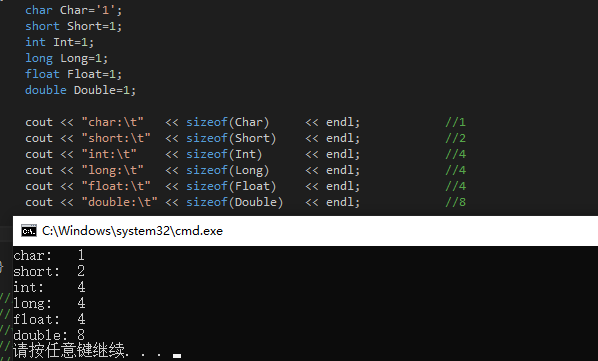 char Char='1';
short Short=1;
int Int=1;
long Long=1;
float Float=1;
double Double=1;
cout << "char:\t" << sizeof(Char) << endl; //1
cout << "short:\t" << sizeof(Short) << endl; //2
cout << "int:\t" << sizeof(Int) << endl; //4
cout << "long:\t" << sizeof(Long) << endl; //4
cout << "float:\t" << sizeof(Float) << endl; //4
cout << "double:\t" << sizeof(Double) << endl; //8
C:\Windows\system32\cmd.exe
char: 1
short: 2
int: 4
long: 4
float: 4
double: 8
请按任意键继续. . .
}
//
//
//
//